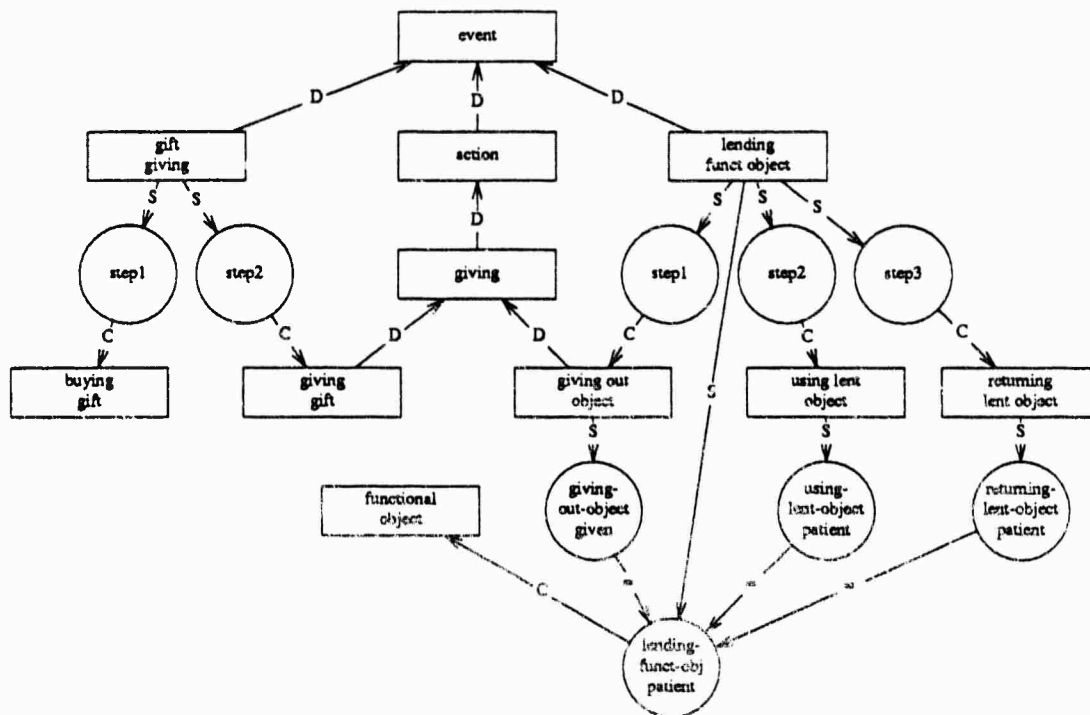 event
D
D
D
gift
giving
action
lending
funct object
S
S
S
S
S
D
step1
step2
giving
step1
step2
step3
C
C
D
D
C
C
C
buying
gift
giving
gift
giving out
object
S
using lent
object
returning
lent object
S
S
S
functional
object
giving-
out-object
given
using-
lent-object
patient
returning-
lent-object
patient
C
=
=
=
lending-
funct-obj
patient